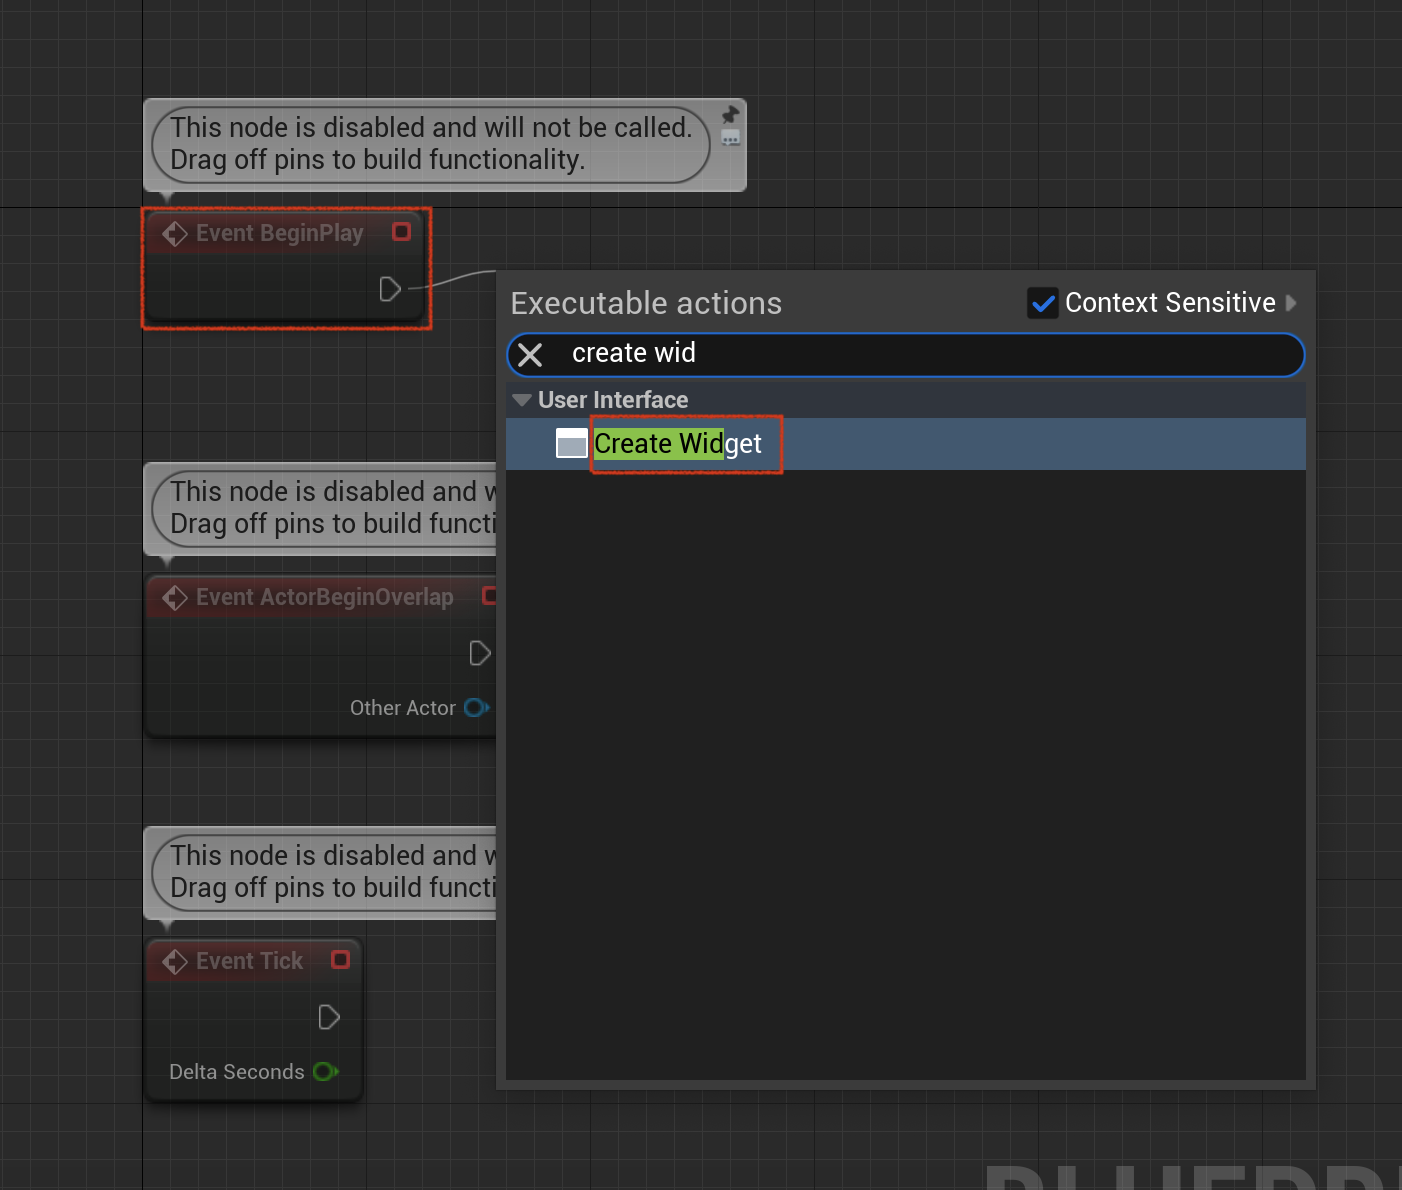 This node is disabled and will not be called.
Drag off pins to build functionality.
Event BeginPlay
Executable actions
Context Sensitive
create wid
User Interface
Create Widget
This node is disabled and w
Drag off pins to build functi
Event ActorBeginOverlap
Other Actor
This node is disabled and w
Drag off pins to build functi
Event Tick
Delta Seconds